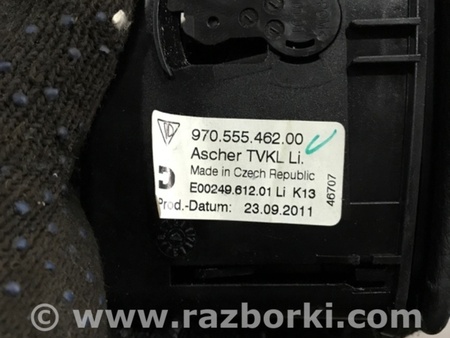 970.555.462.00
Ascher TVKL Li.
Made in Czech Republic
E00249.612.01 Li K13
Prod.-Datum: 23.09.2011
46707
www.razborki.com